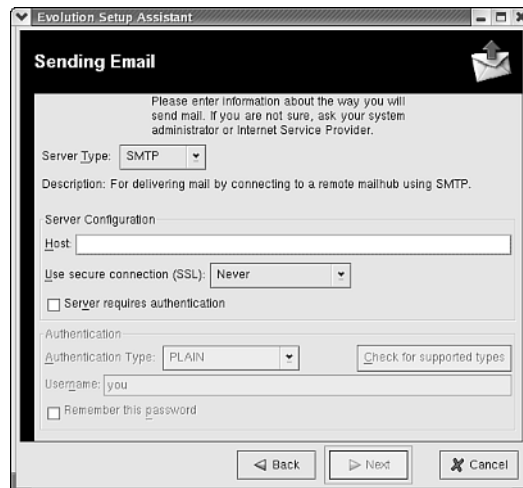 Evolution Setup Assistant
Sending Email
Please enter information about the way you will
send mail. If you are not sure, ask your system
administrator or Internet Service Provider.
Server Type: SMTP
Description: For delivering mail by connecting to a remote mailhub using SMTP.
Server Configuration
Host:
Use secure connection (SSL): Never
Server requires authentication
Authentication
Authentication Type: PLAIN Check for supported types
Username: you
Remember this password
Back Next Cancel